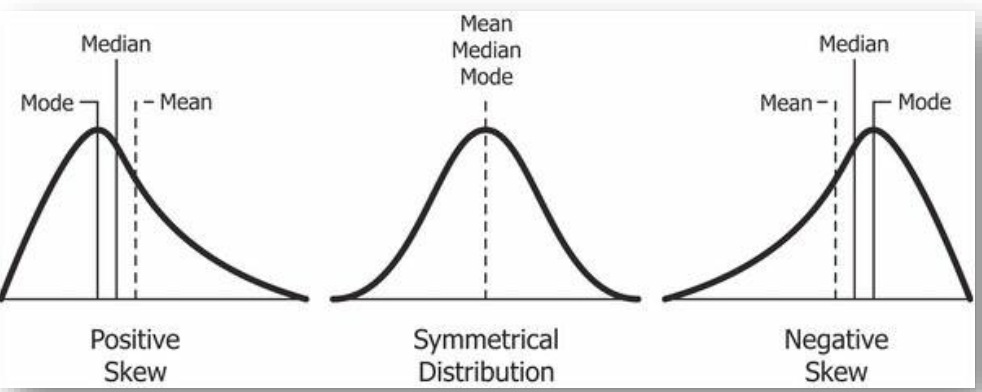 Median
Mode
Mean
Positive
Skew
Mean
Median
Mode
Symmetrical
Distribution
Median
Mean
Mode
Negative
Skew